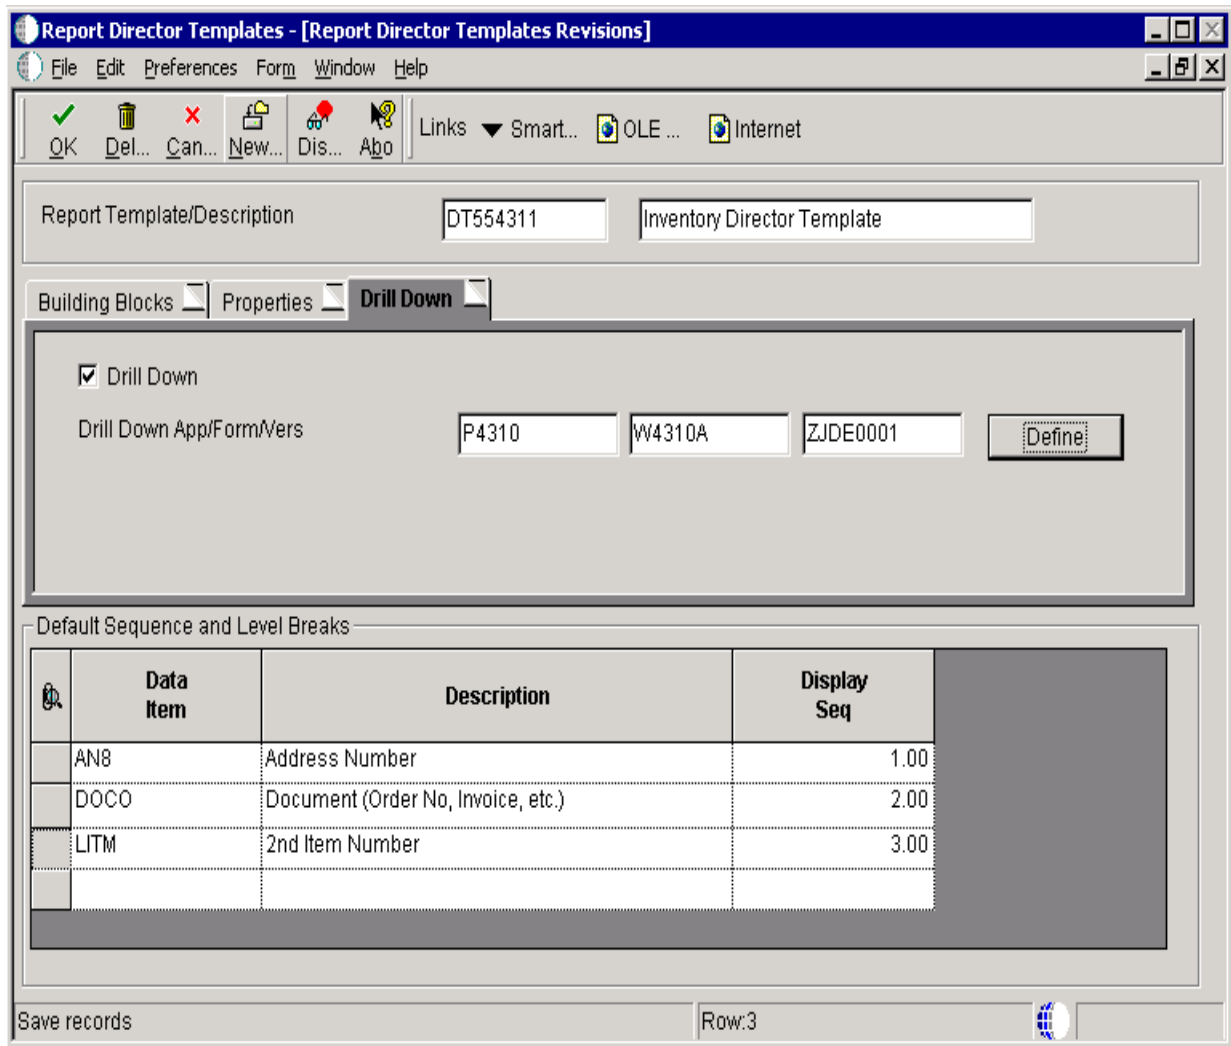 Report Director Templates - [Report Director Templates Revisions]
File Edit Preferences Form Window Help
OK Del... Can... New... Dis... Abo Links Smart... OLE ... Internet
Report Template/Description DT554311 Inventory Director Template
Building Blocks Properties Drill Down
Drill Down
Drill Down App/Form/Vers P4310 W4310A ZJDE0001 Define
Default Sequence and Level Breaks
Data Item Description Display Seq
AN8 Address Number 1.00
DOCO Document (Order No, Invoice, etc.) 2.00
LITM 2nd Item Number 3.00
Save records Row:3